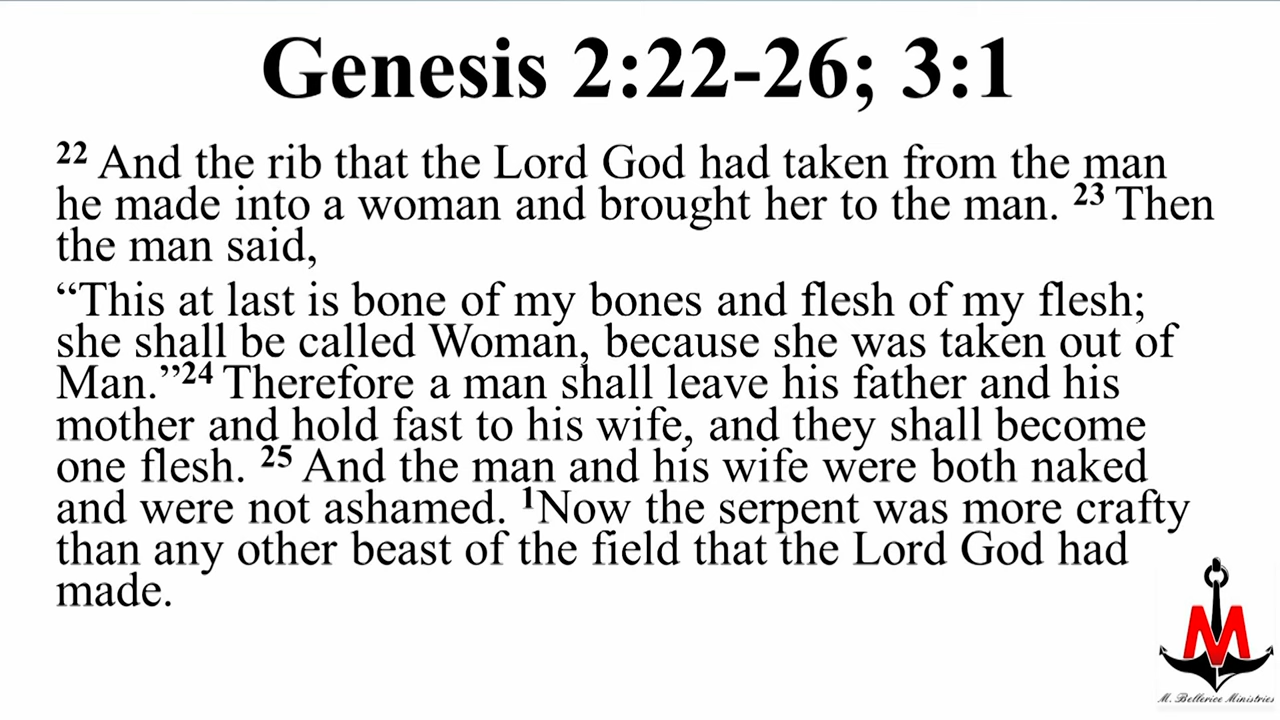 Genesis 2:22-26; 3:1
22 And the rib that the Lord God had taken from the man
he made into a woman and brought her to the man. 23 Then
the man said,
“This at last is bone of my bones and flesh of my flesh;
she shall be called Woman, because she was taken out of
Man.”24 Therefore a man shall leave his father and his
mother and hold fast to his wife, and they shall become
one flesh. 25 And the man and his wife were both naked
and were not ashamed. 1Now the serpent was more crafty
than any other beast of the field that the Lord God had
made.
M
M. Bellerice Ministries